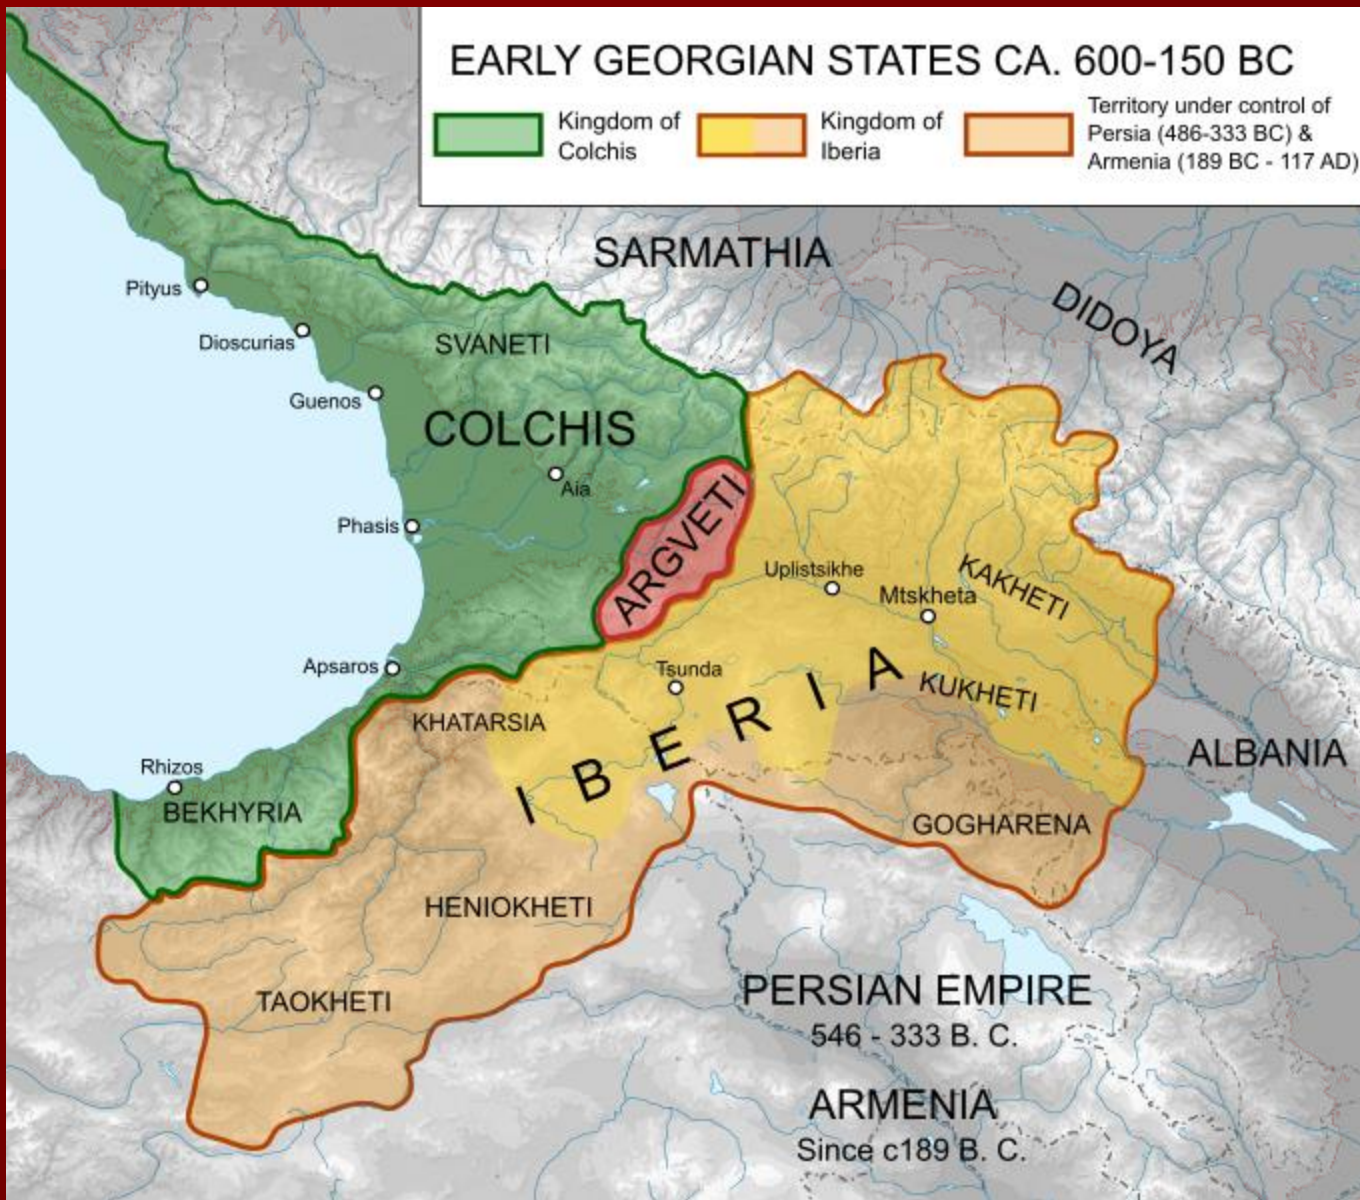 EARLY GEORGIAN STATES CA. 600-150 BC
Kingdom of
Colchis
Kingdom of
Iberia
Territory under control of
Persia (486-333 BC) &
Armenia (189 BC - 117 AD)
SARMATHIA
DIDOYA
Pityus
Dioscurias
SVANETI
Guenos
COLCHIS
Aia
ARGVETI
Phasis
Uplistsikhe
KAKHETI
Mtskheta
Apsaros
Tsunda
KUKHETI
KHATARSIA
IBERIA
ALBANIA
Rhizos
BEKHYRIA
GOGHARENA
HENIOKHETI
TAOKHETI
PERSIAN EMPIRE
546 - 333 B. C.
ARMENIA
Since c189 B. C.